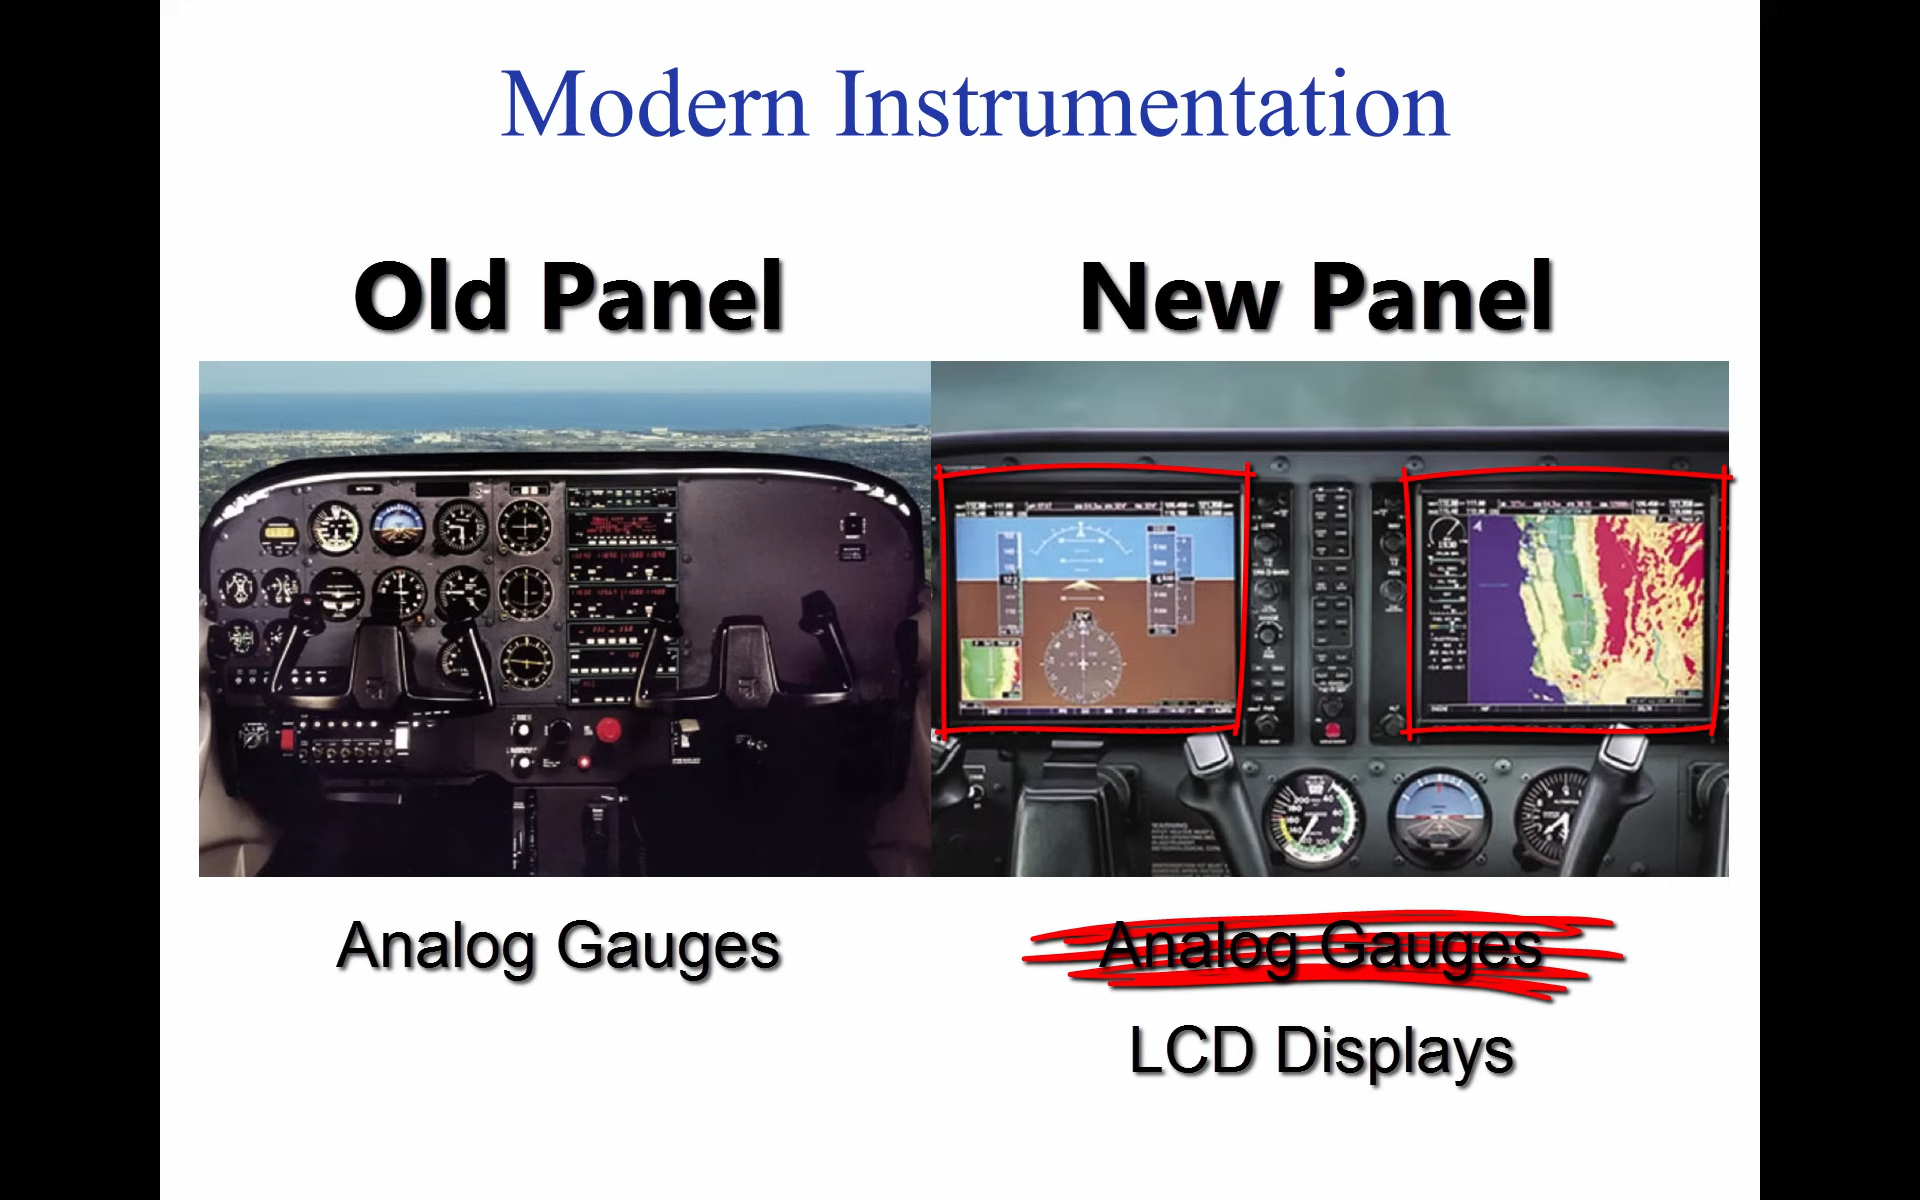 Modern Instrumentation
Old Panel
New Panel
Analog Gauges
Analog Gauges
LCD Displays